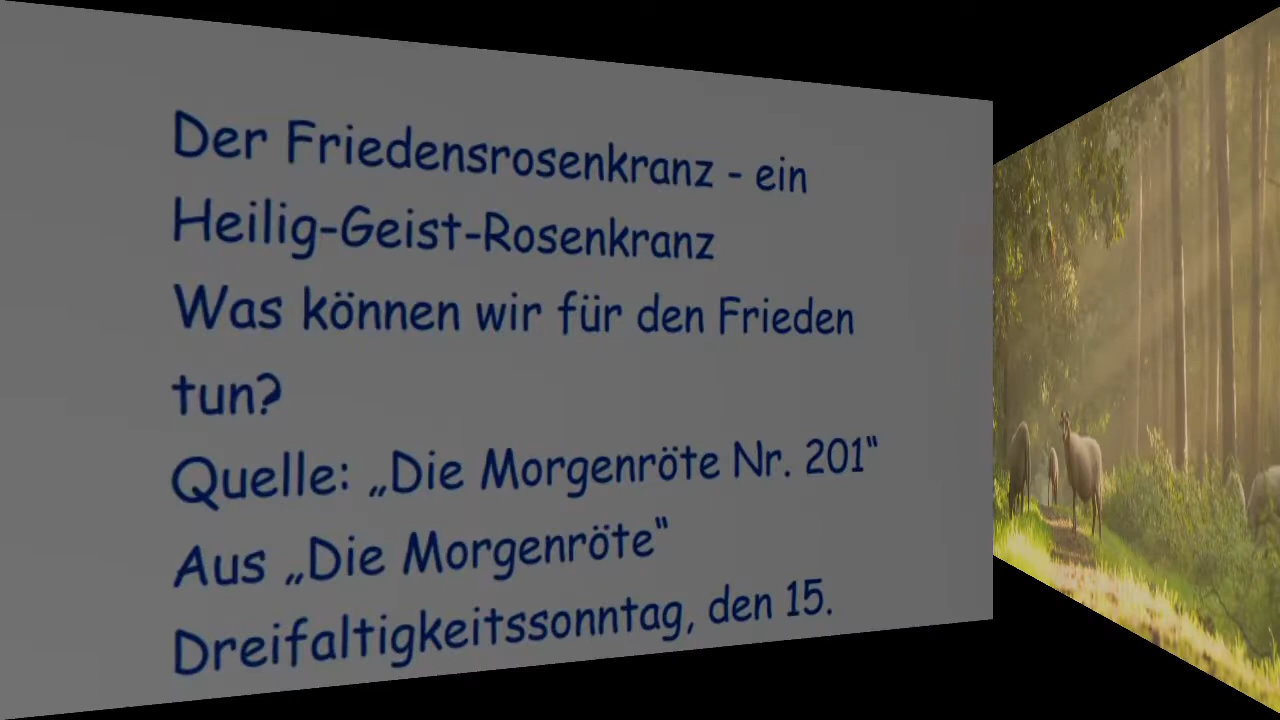 Der Friedensrosenkranz - ein
Heilig-Geist-Rosenkranz
Was können wir für den Frieden
tun?
Quelle: „Die Morgenröte Nr. 201“
Aus „Die Morgenröte“
Dreifaltigkeitssonntag, den 15.